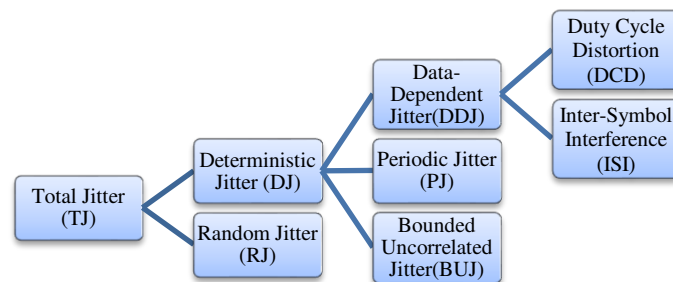 Total Jitter
(TJ)
Deterministic
Jitter (DJ)
Random Jitter
(RJ)
Data-
Dependent
Jitter(DDJ)
Periodic Jitter
(PJ)
Bounded
Uncorrelated
Jitter(BUJ)
Duty Cycle
Distortion
(DCD)
Inter-Symbol
Interference
(ISI)